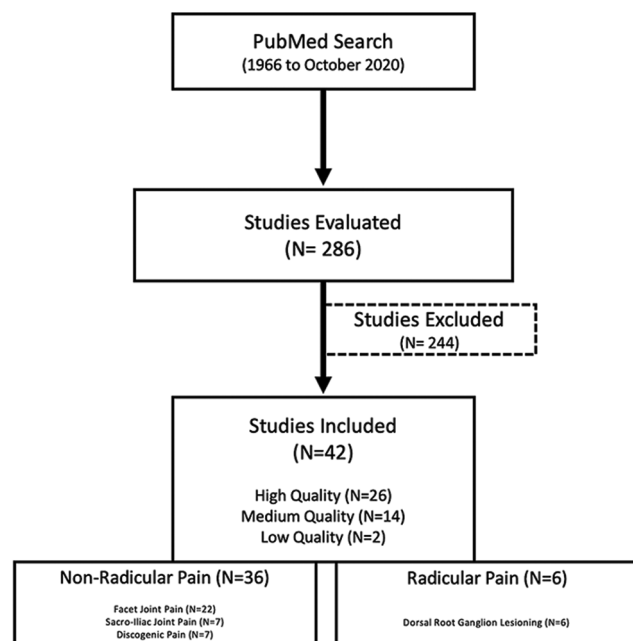 PubMed Search
(1966 to October 2020)
Studies Evaluated
(N= 286)
Studies Excluded
(N= 244)
Studies Included
(N=42)
High Quality (N=26)
Medium Quality (N=14)
Low Quality (N=2)
Non-Radicular Pain (N=36)
Facet Joint Pain (N=22)
Sacro-Iliac Joint Pain (N=7)
Discogenic Pain (N=7)
Radicular Pain (N=6)
Dorsal Root Ganglion Lesioning (N=6)